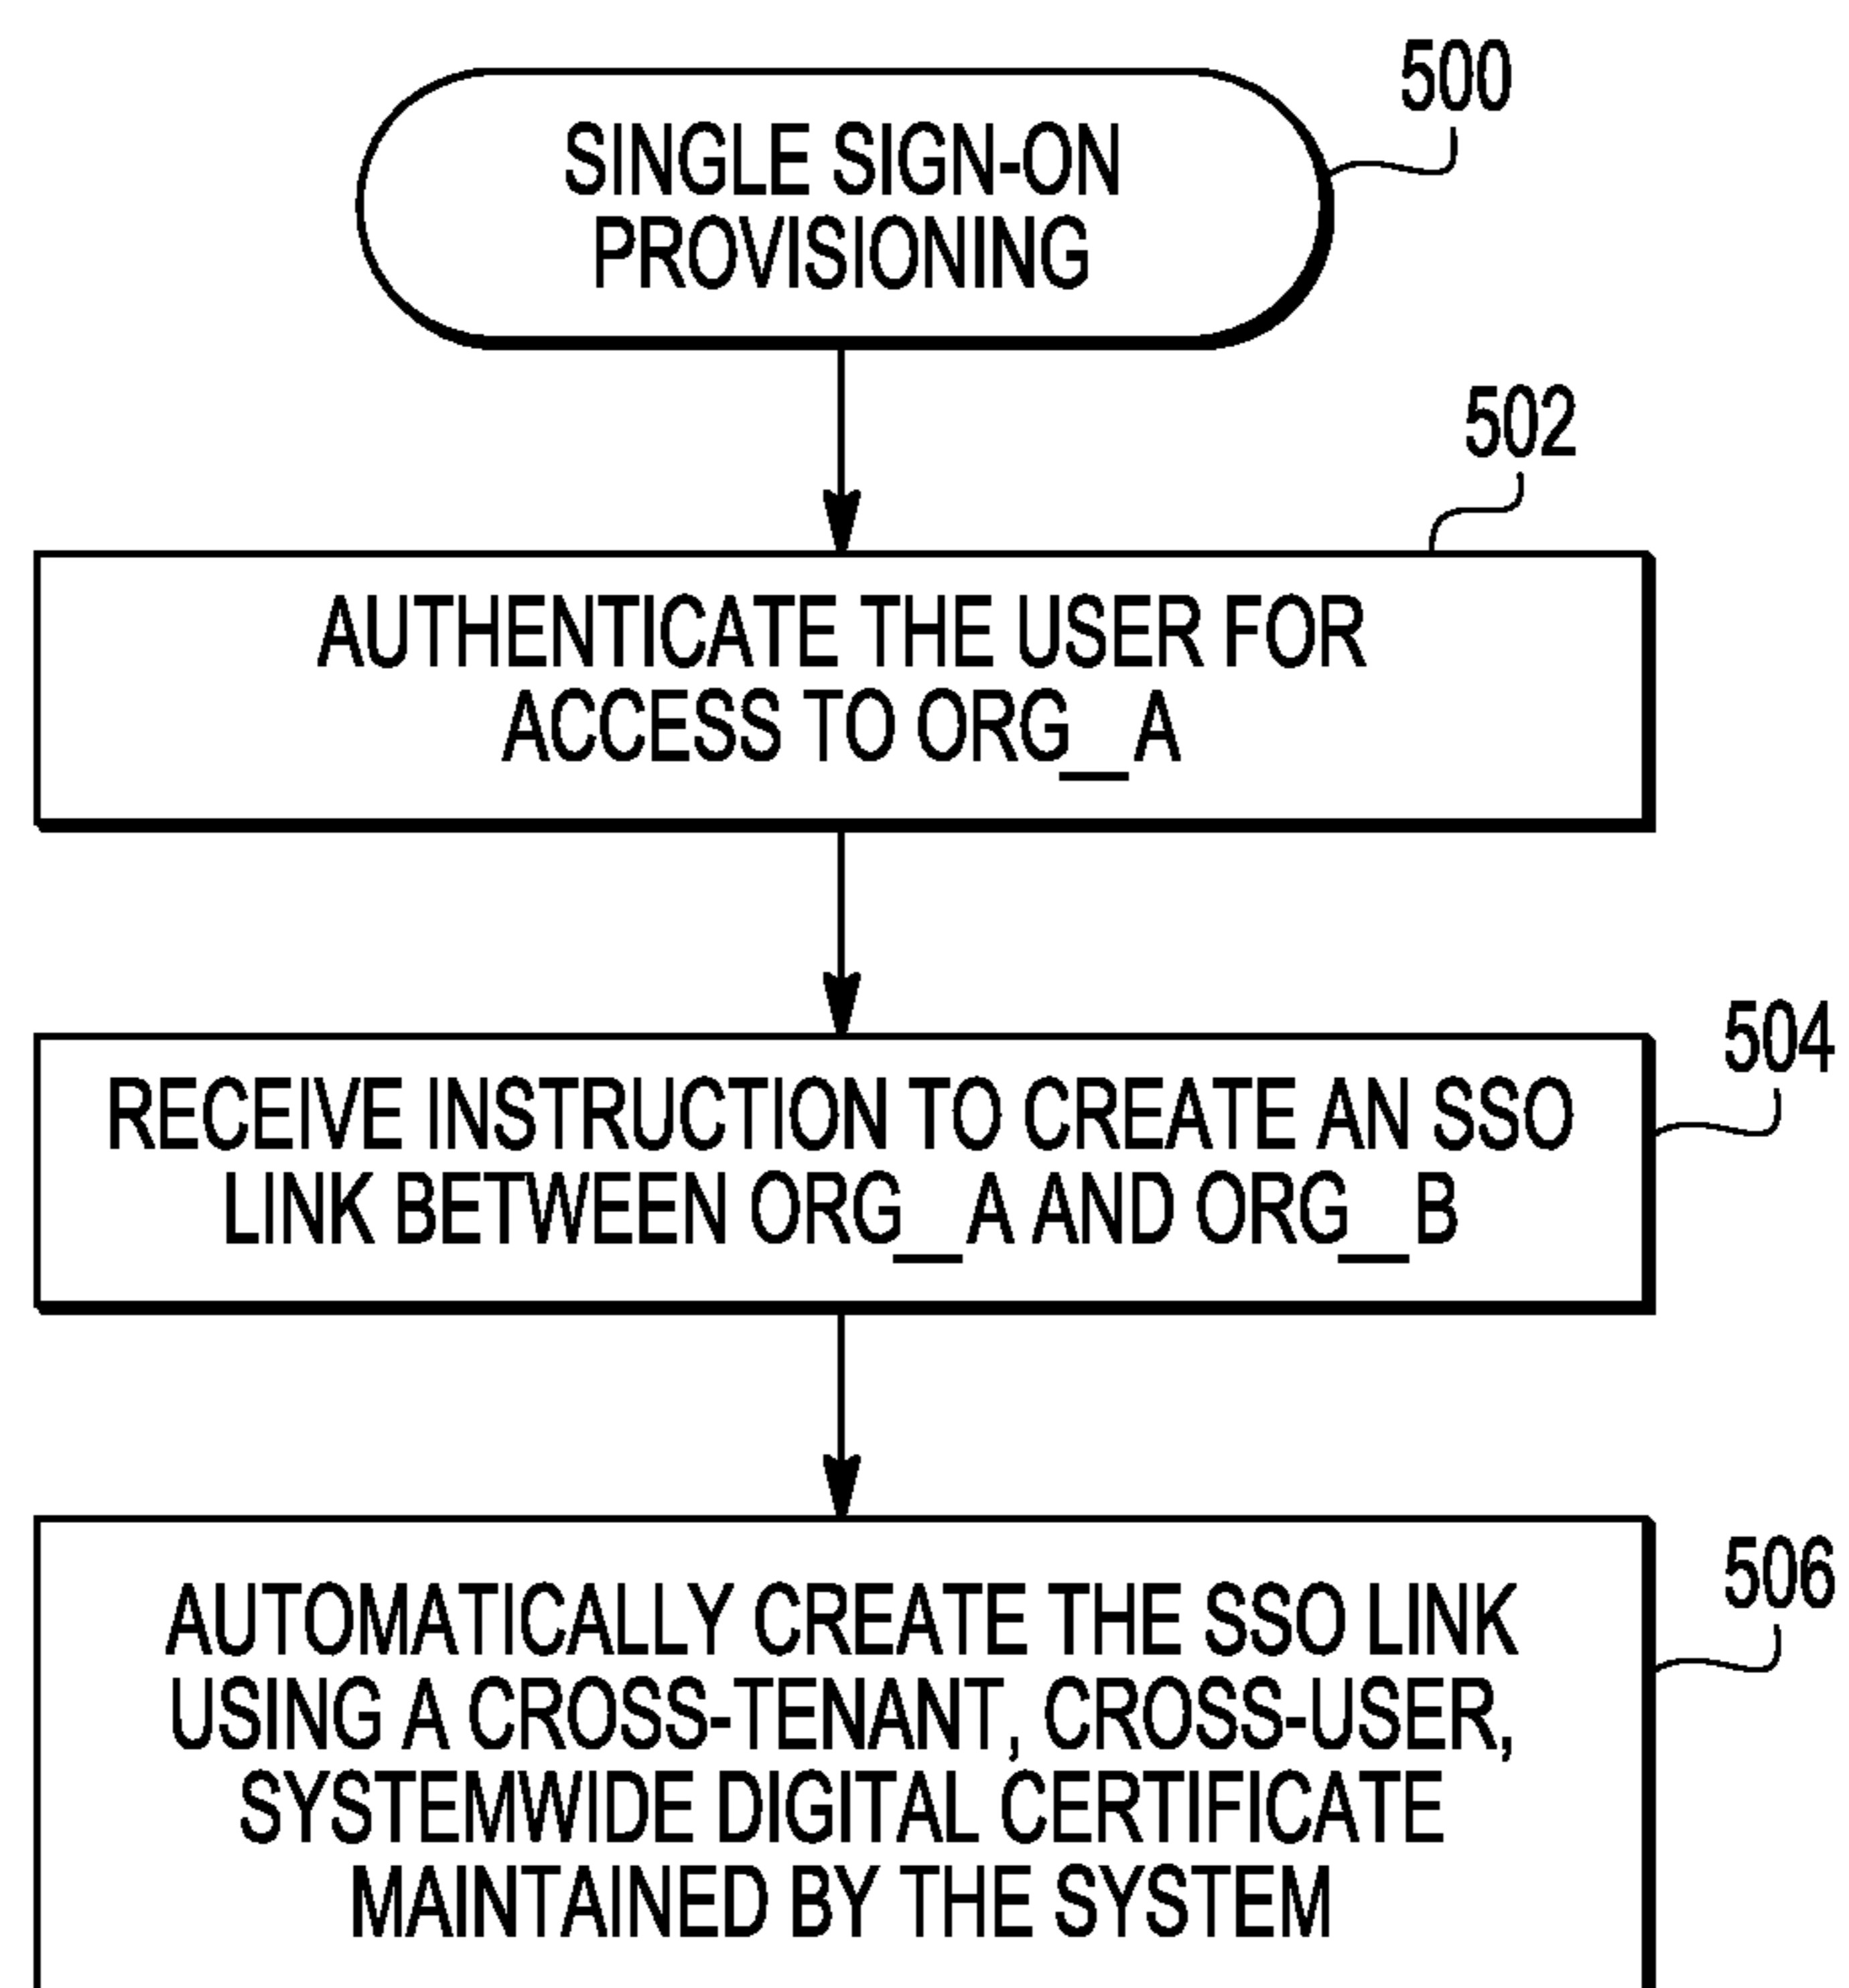 500
SINGLE SIGN-ON
PROVISIONING
502
AUTHENTICATE THE USER FOR
ACCESS TO ORG_A
504
RECEIVE INSTRUCTION TO CREATE AN SSO
LINK BETWEEN ORG_A AND ORG_B
506
AUTOMATICALLY CREATE THE SSO LINK
USING A CROSS-TENANT, CROSS-USER,
SYSTEMWIDE DIGITAL CERTIFICATE
MAINTAINED BY THE SYSTEM